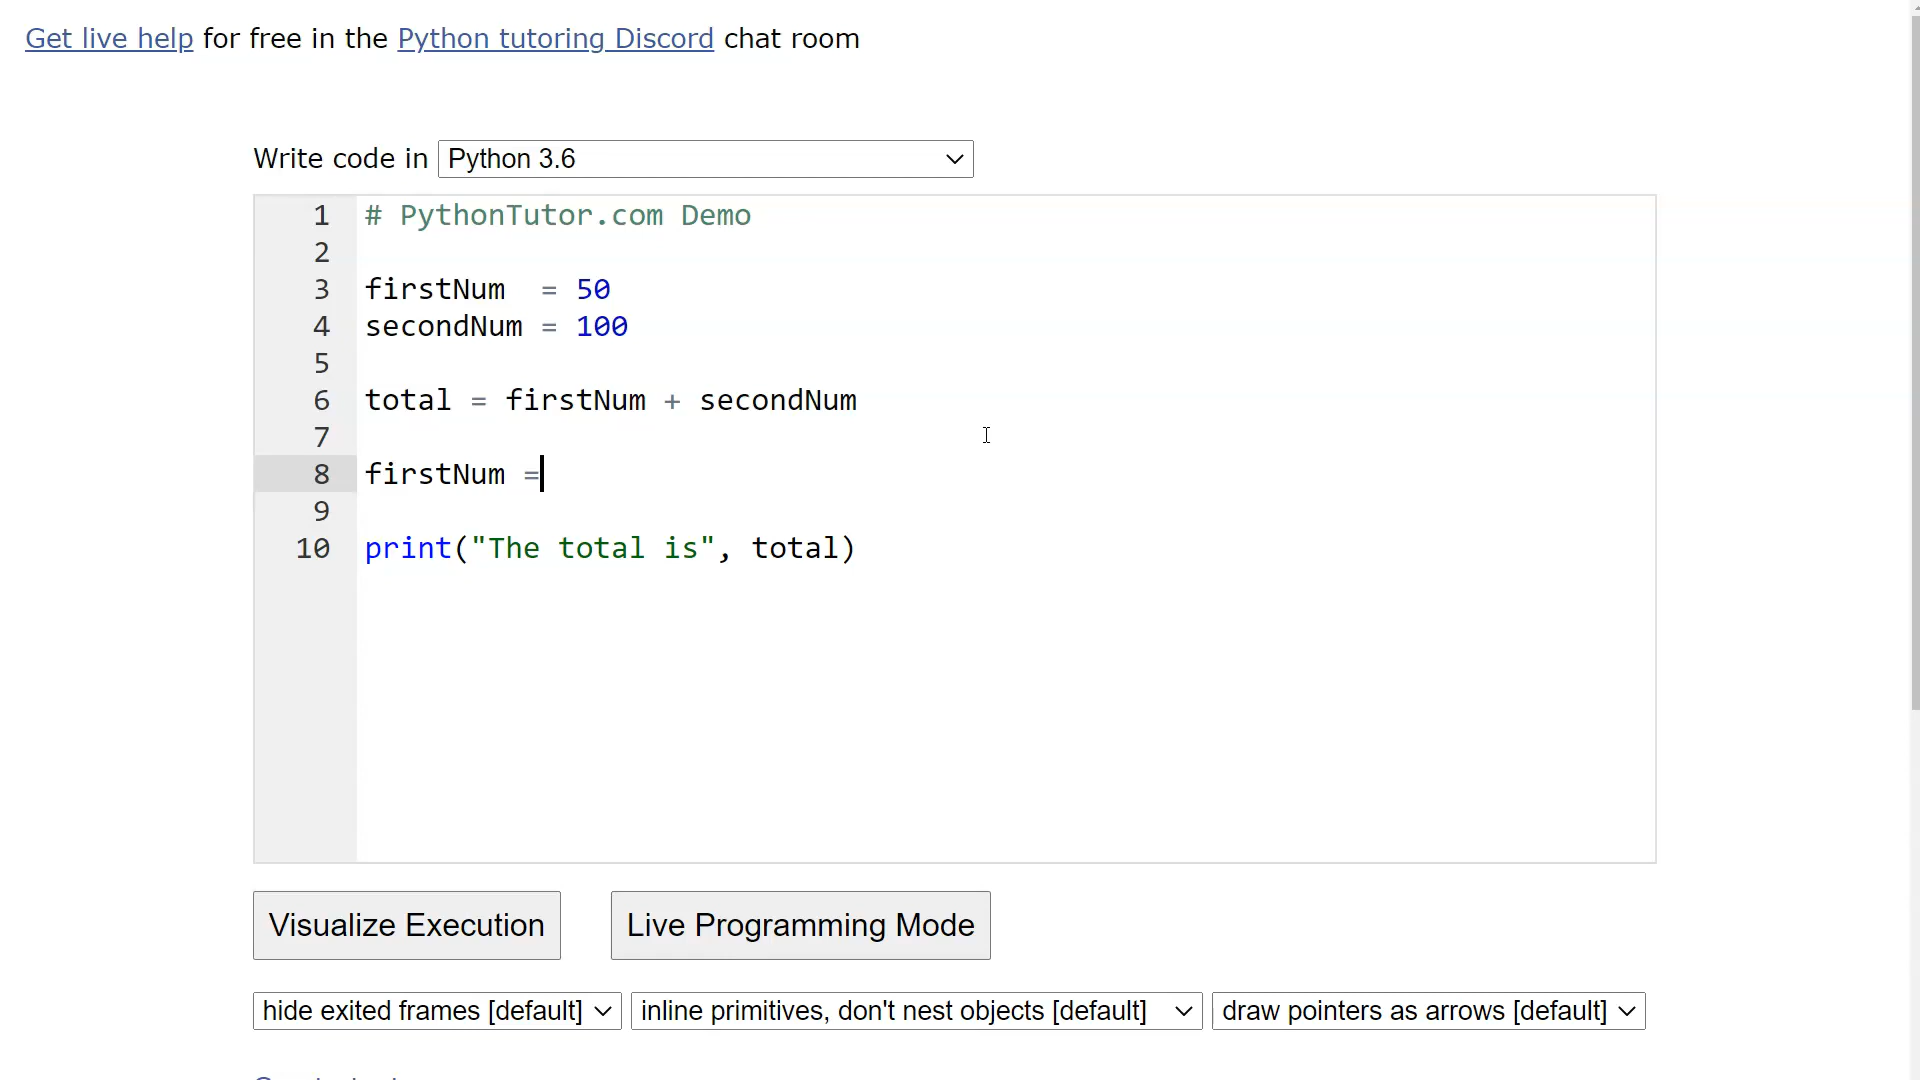 Get live help for free in the Python tutoring Discord chat room
Write code in Python 3.6
1 # PythonTutor.com Demo
2
3 firstNum  = 50
4 secondNum = 100
5
6 total = firstNum + secondNum
7
8 firstNum =
9
10 print("The total is", total)
Visualize Execution Live Programming Mode
hide exited frames [default] inline primitives, don't nest objects [default] draw pointers as arrows [default]